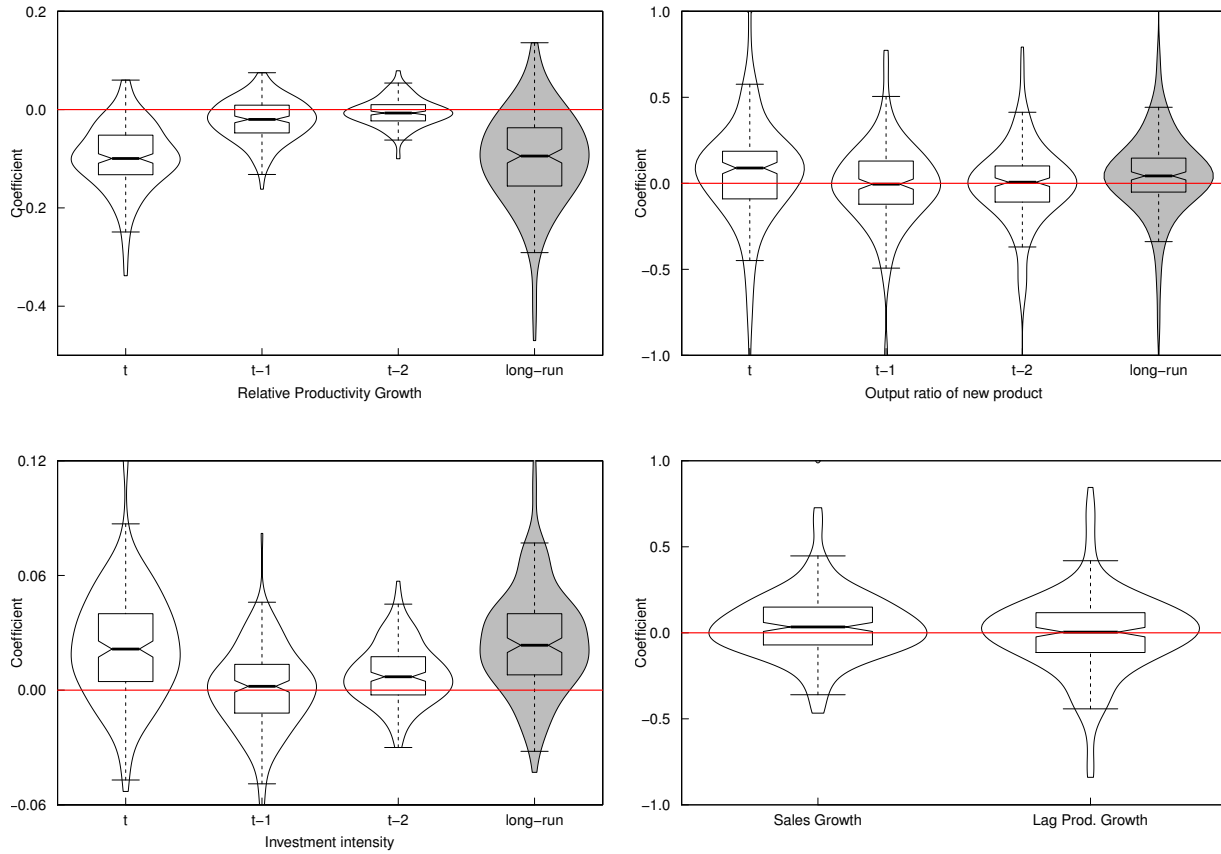 0.2
0.0
−0.2
−0.4
Coefficient
t
t−1
t−2
long−run
Relative Productivity Growth
1.0
0.5
0.0
−0.5
−1.0
Coefficient
t
t−1
t−2
long−run
Output ratio of new product
0.12
0.06
0.00
−0.06
Coefficient
t
t−1
t−2
long−run
Investment intensity
1.0
0.5
0.0
−0.5
−1.0
Coefficient
Sales Growth
Lag Prod. Growth